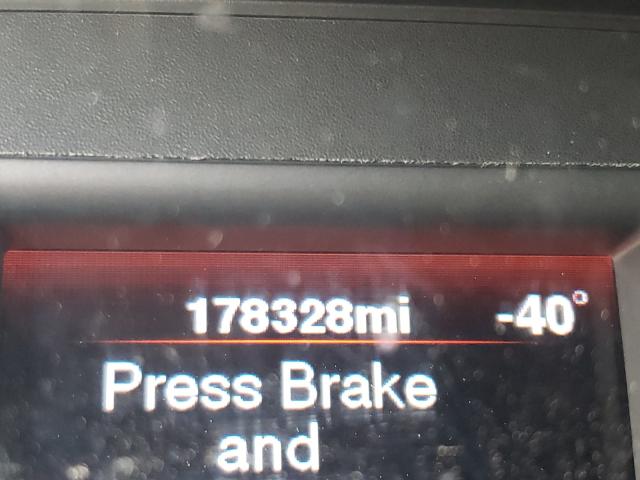 178328mi -40°
Press Brake
and